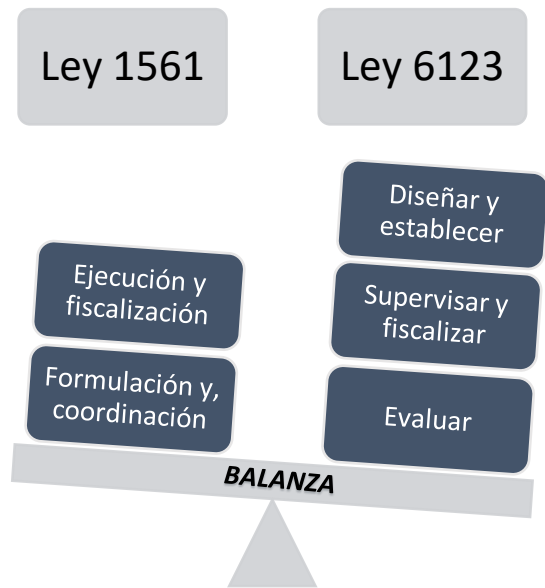 Ley 1561
Ley 6123
Diseñar y
establecer
Ejecución y
fiscalización
Supervisar y
fiscalizar
Formulación y,
coordinación
Evaluar
BALANZA